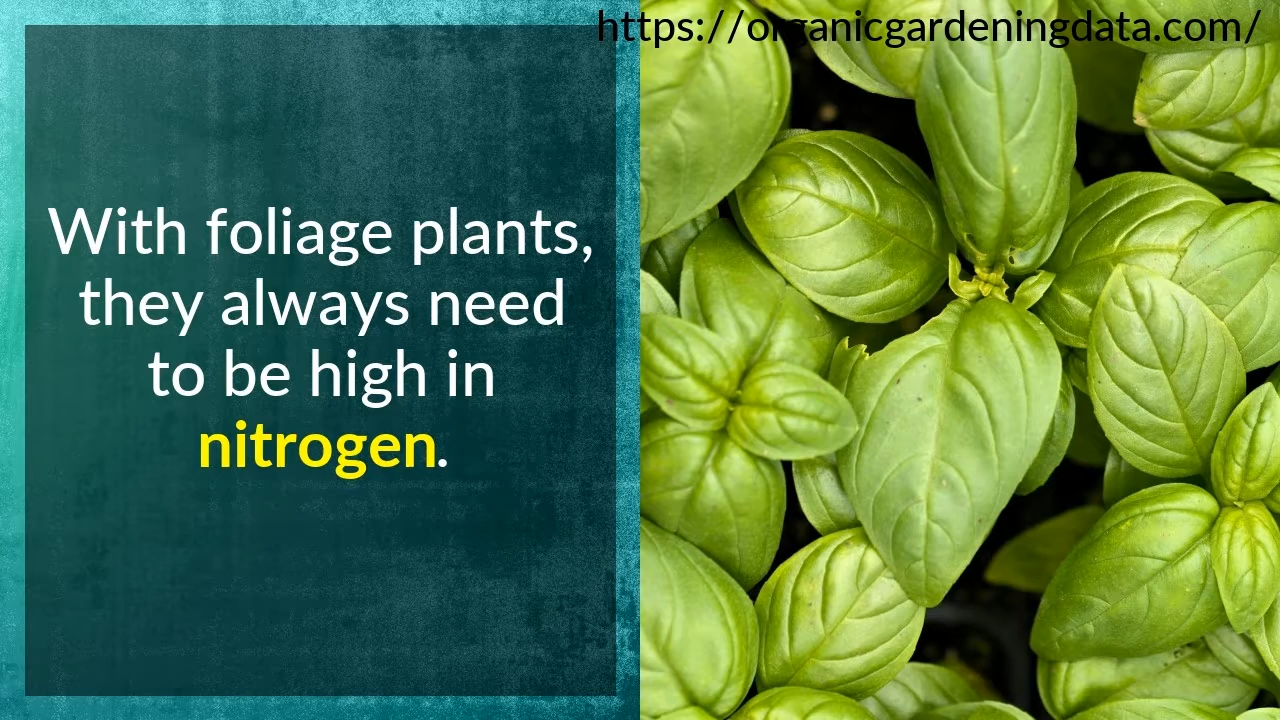 https://organicgardeningdata.com/
With foliage plants,
they always need
to be high in
nitrogen.